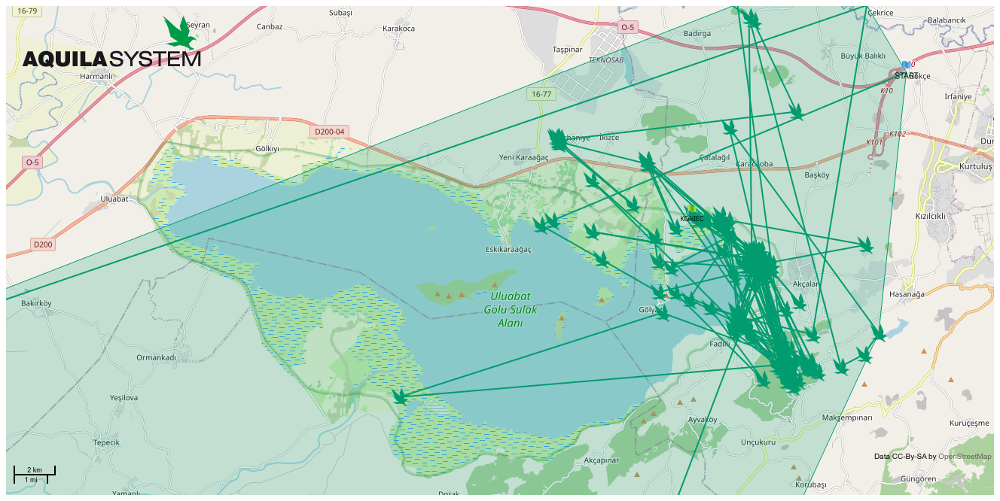 16-79
Subaşı
Çekrice
Balabancık
Seyran
Canbaz
Karakoca
O-5
Badırga
AQUILASYSTEM
Taşpınar
TEKNOSAB
Büyük Balıklı
Harmanlı
START
16-77
K10
İrfaniye
D200-04
K102
K101
Gölkıyı
İkizce
Yeni Karaağaç
Çatalağıl
Karacaoba
Başköy
Kurtuluş
O-5
Uluabat
KONIEC
Kızılcıklı
D200
Eskikaraağaç
Akçalar
Hasanağa
Bakırköy
Uluabat
Gölü Sulak
Alanı
Fadıllı
Ormankadı
Yeşilova
Ayvaköy
Makşempınarı
Kuruçeşme
Tepecik
Unçukuru
Akçapınar
Data CC-By-SA by OpenStreetMap
2 km
1 mi
Güngören
Korubaşı
Yamanlı
Dorak